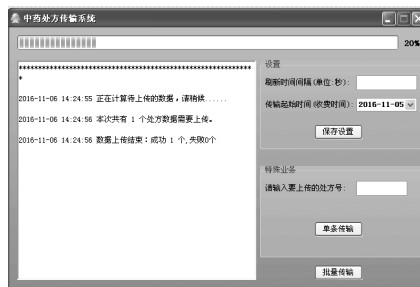 中药处方传输系统
20%
************************************************************
*
2016-11-06 14:24:55 正在计算待上传的数据，请稍候......
2016-11-06 14:24:56 本次共有 1 个处方数据需要上传。
2016-11-06 14:24:56 数据上传结束：成功 1 个,失败0个
设置
刷新时间间隔(单位:秒):
传输起始时间(收费时间): 2016-11-05
保存设置
特殊业务
请输入要上传的处方号:
单条传输
批量传输